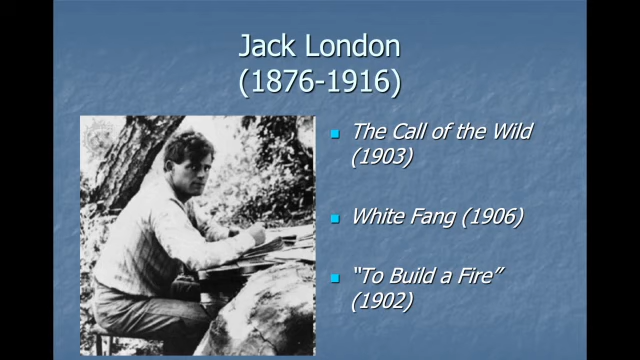 Jack London
(1876-1916)
The Call of the Wild
(1903)
White Fang (1906)
“To Build a Fire”
(1902)